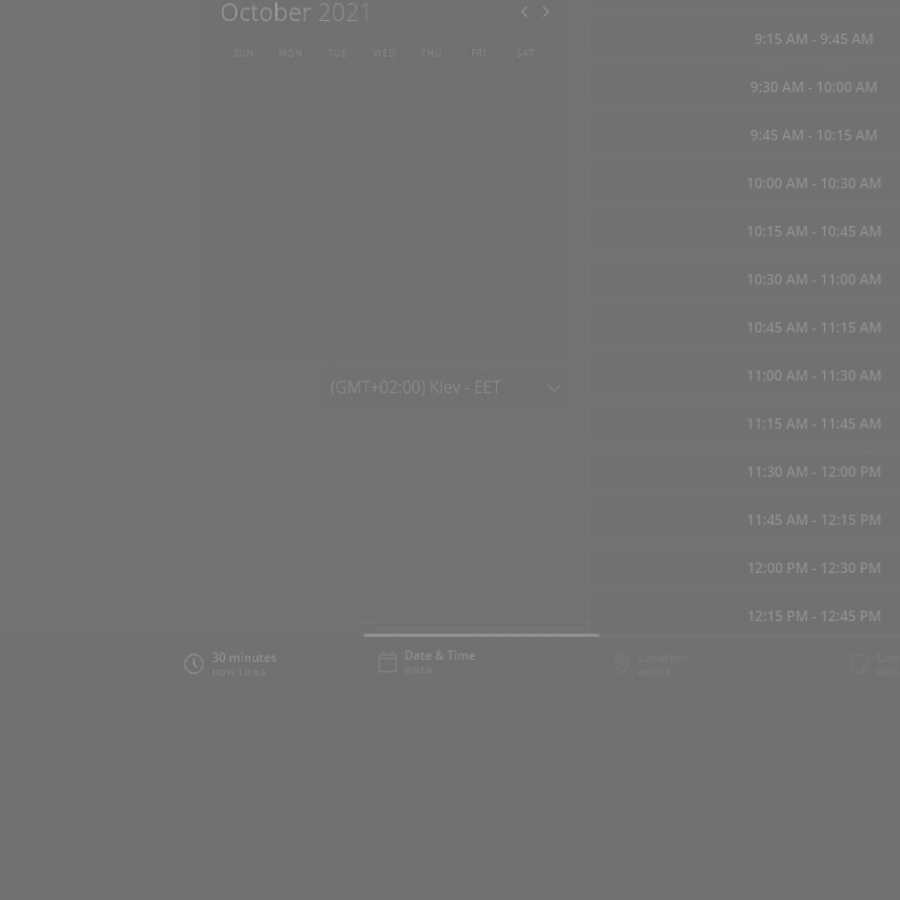 October 2021
SUN MON TUE WED THU FRI SAT
(GMT+02:00) Kiev - EET
9:15 AM - 9:45 AM
9:30 AM - 10:00 AM
9:45 AM - 10:15 AM
10:00 AM - 10:30 AM
10:15 AM - 10:45 AM
10:30 AM - 11:00 AM
10:45 AM - 11:15 AM
11:00 AM - 11:30 AM
11:15 AM - 11:45 AM
11:30 AM - 12:00 PM
11:45 AM - 12:15 PM
12:00 PM - 12:30 PM
12:15 PM - 12:45 PM
30 minutes
HOW LONG
Date & Time
WHEN
Location